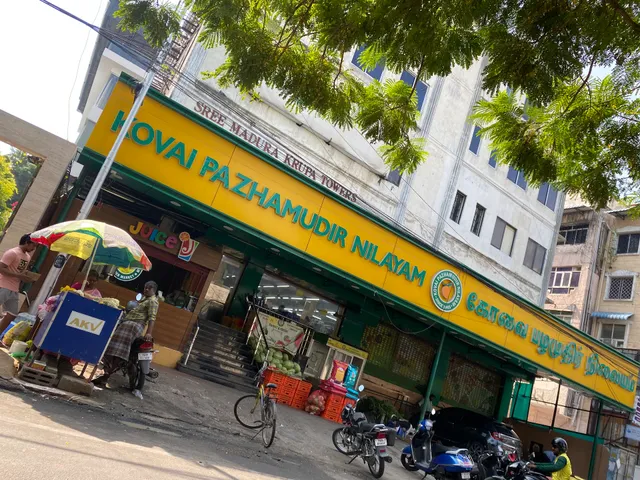 SREE MADURA KRUPA TOWERS
KOVAI PAZHAMUDIR NILAYAM
கோவை பழமுதிர் நிலையம்
Juice
AKV